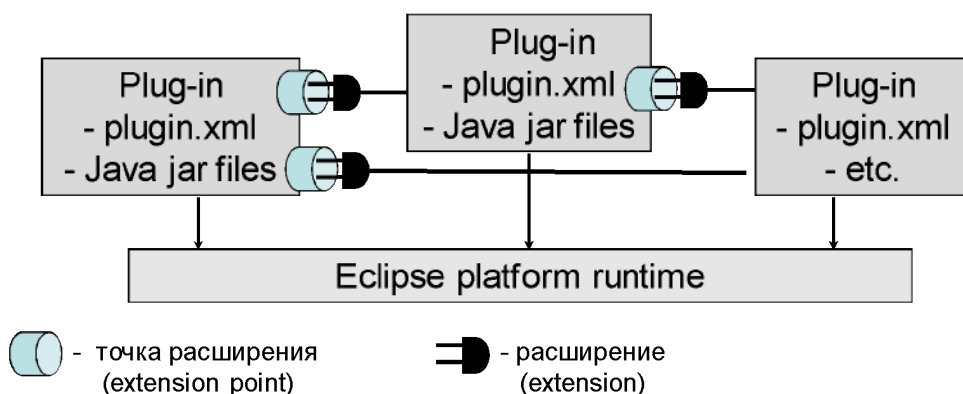 Plug-in
- plugin.xml
- Java jar files
Plug-in
- plugin.xml
- Java jar files
Plug-in
- plugin.xml
- etc.
Eclipse platform runtime
- точка расширения
(extension point)
- расширение
(extension)